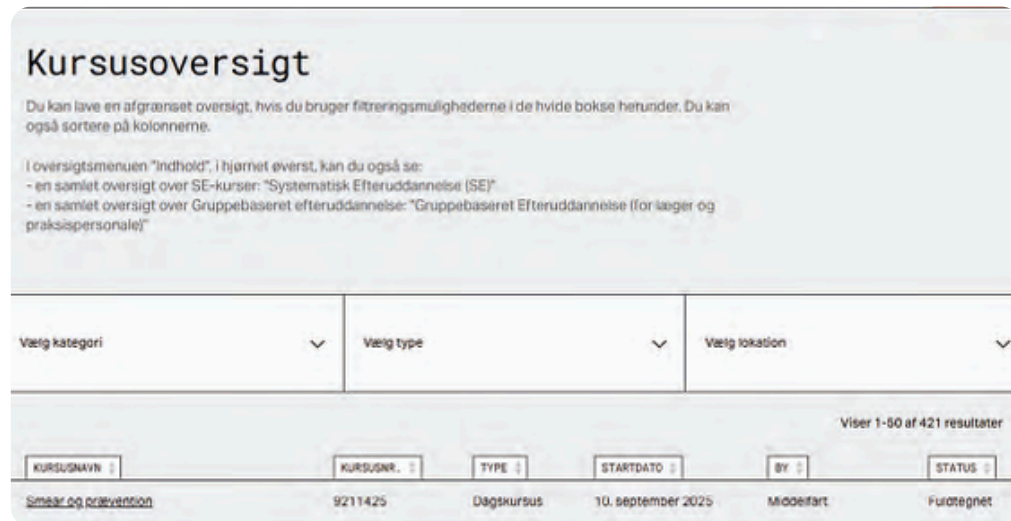 Kursusoversigt
Du kan lave en afgrænset oversigt, hvis du bruger filtreringsmulighederne i de hvide bokse herunder. Du kan
også sortere på kolonnerne.
I oversigtsmenuen "Indhold", i hjørnet øverst, kan du også se:
- en samlet oversigt over SE-kurser: "Systematisk Efteruddannelse (SE)"
- en samlet oversigt over Gruppebaseret efteruddannelse: "Gruppebaseret Efteruddannelse (for læger og
praksispersonale)"
Vælg kategori Vælg type Vælg lokation
Viser 1-50 af 421 resultater
KURSUSNAVN KURSUSNR. TYPE STARTDATO BY STATUS
Smear og prævention 9211425 Dagskursus 10. september 2025 Middelfart Fuldtegnet